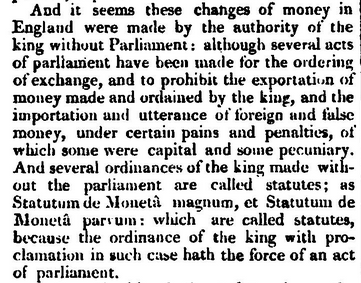 And it seems these changes of money in
England were made by the authority of the
king without Parliament: although several acts
of parliament have been made for the ordering
of exchange, and to prohibit the exportation of
money made and ordained by the king, and the
importation and utterance of foreign and false
money, under certain pains and penalties, of
which some were capital and some pecuniary.
And several ordinances of the king made with-
out the parliament are called statutes; as
Statutum de Monetâ magnum, et Statutum de
Monetâ parvum: which are called statutes,
because the ordinance of the king with pro-
clamation in such case hath the force of an act
of parliament.